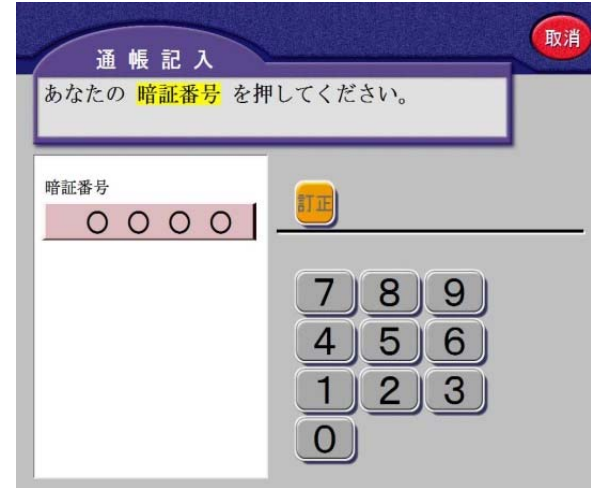 取消
通帳記入
あなたの 暗証番号 を押してください。
暗証番号
○○○○
訂正
7 8 9
4 5 6
1 2 3
0